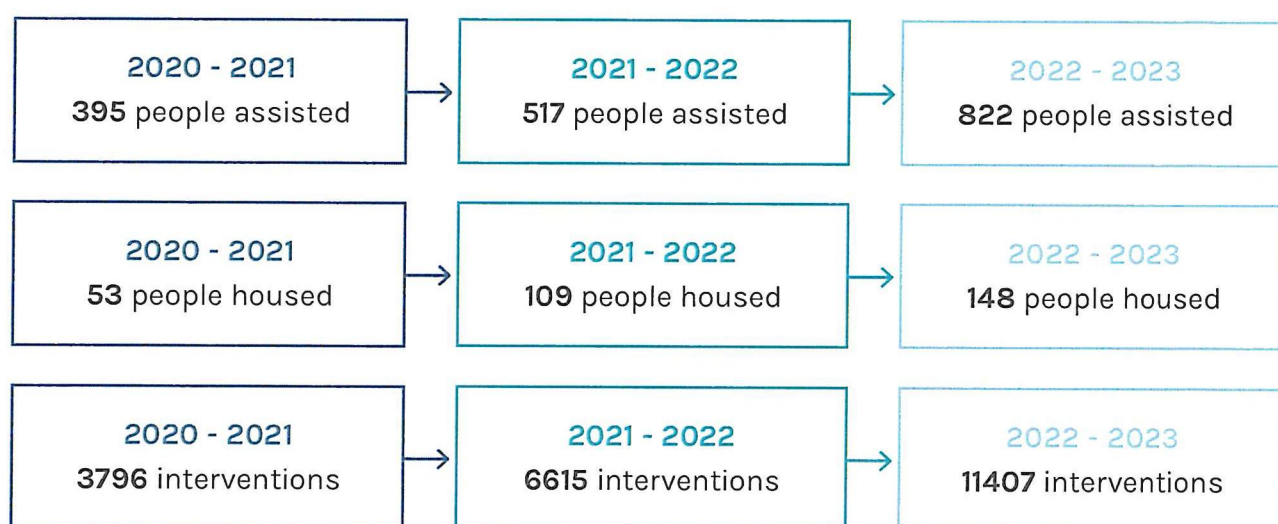 2020 - 2021
395 people assisted
2021 - 2022
517 people assisted
2022 - 2023
822 people assisted
2020 - 2021
53 people housed
2021 - 2022
109 people housed
2022 - 2023
148 people housed
2020 - 2021
3796 interventions
2021 - 2022
6615 interventions
2022 - 2023
11407 interventions